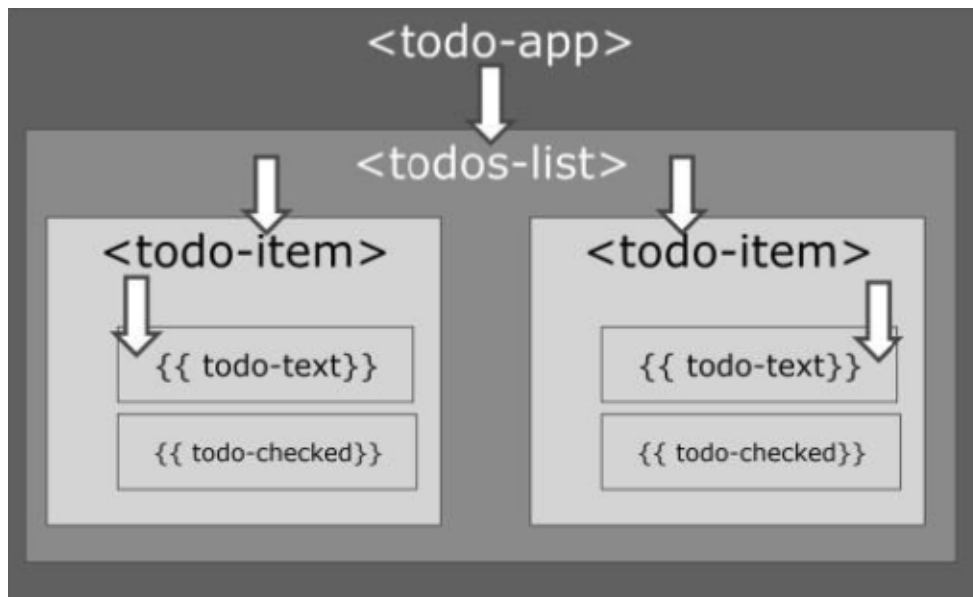 <todo-app>
<todos-list>
<todo-item>
{{ todo-text}}
{{ todo-checked}}
<todo-item>
{{ todo-text}}
{{ todo-checked}}